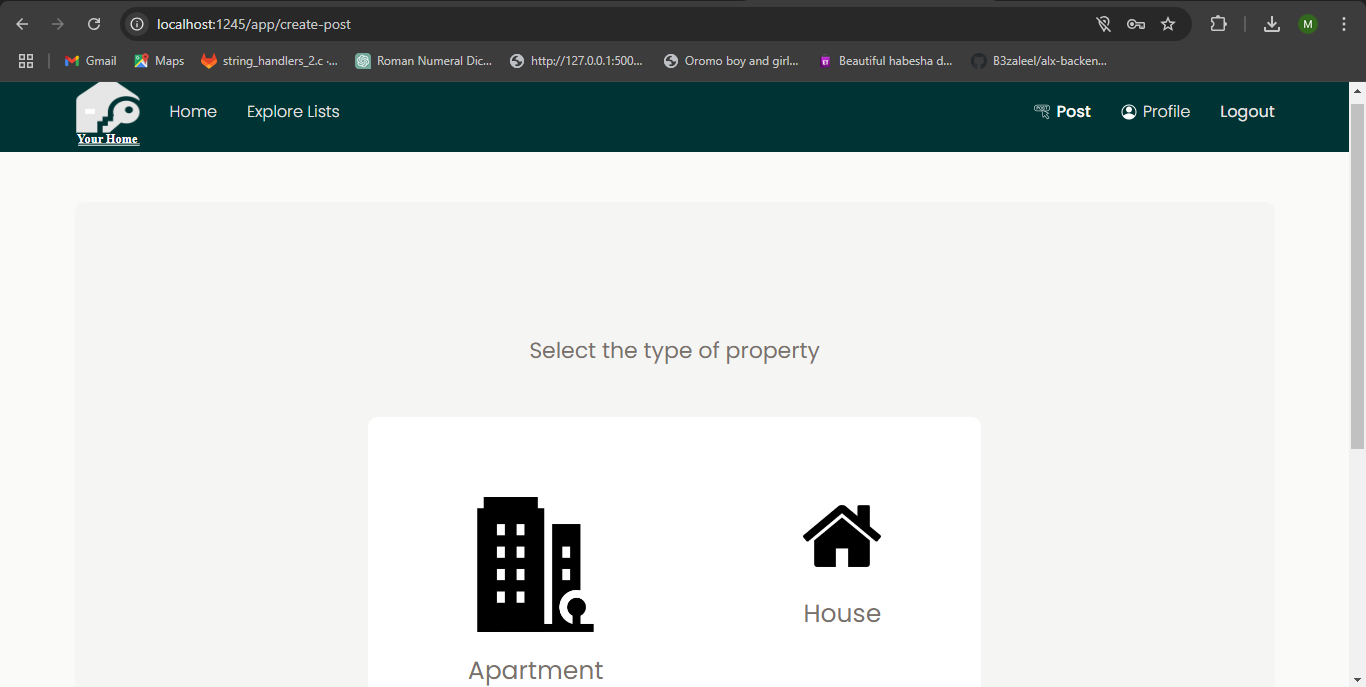 localhost:1245/app/create-post
M
Gmail Maps string_handlers_2.c ·... Roman Numeral Dic... http://127.0.0.1:500... Oromo boy and girl... Beautiful habesha d... B3zaleel/alx-backen...
Your Home Home Explore Lists Post Profile Logout
Select the type of property
House
Apartment